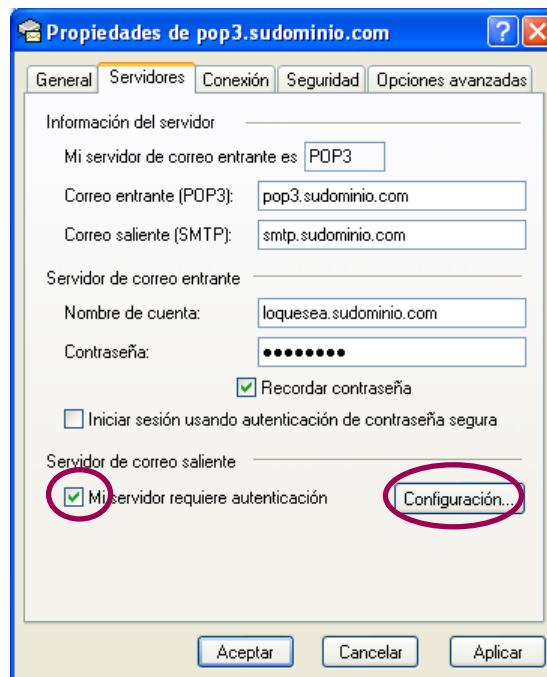 Propiedades de pop3.sudominio.com
General Servidores Conexión Seguridad Opciones avanzadas
Información del servidor
Mi servidor de correo entrante es POP3
Correo entrante (POP3): pop3.sudominio.com
Correo saliente (SMTP): smtp.sudominio.com
Servidor de correo entrante
Nombre de cuenta: loquesea.sudominio.com
Contraseña: ●●●●●●●●
Recordar contraseña
Iniciar sesión usando autenticación de contraseña segura
Servidor de correo saliente
Mi servidor requiere autenticación Configuración...
Aceptar Cancelar Aplicar